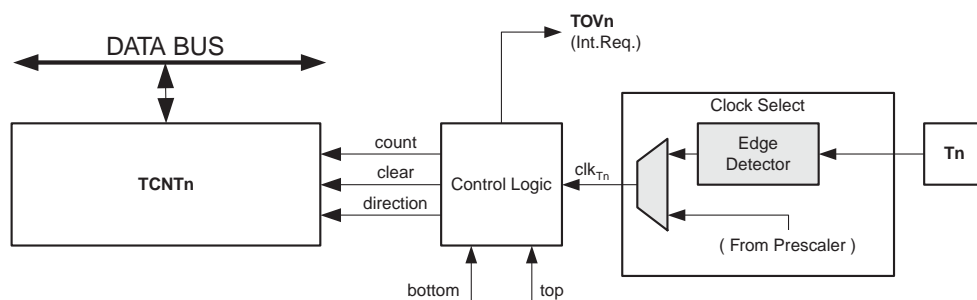 TOVn
(Int.Req.)
DATA BUS
Clock Select
count
Edge
Detector
Tn
TCNTn
clear
Control Logic
clkTn
direction
( From Prescaler )
bottom
top